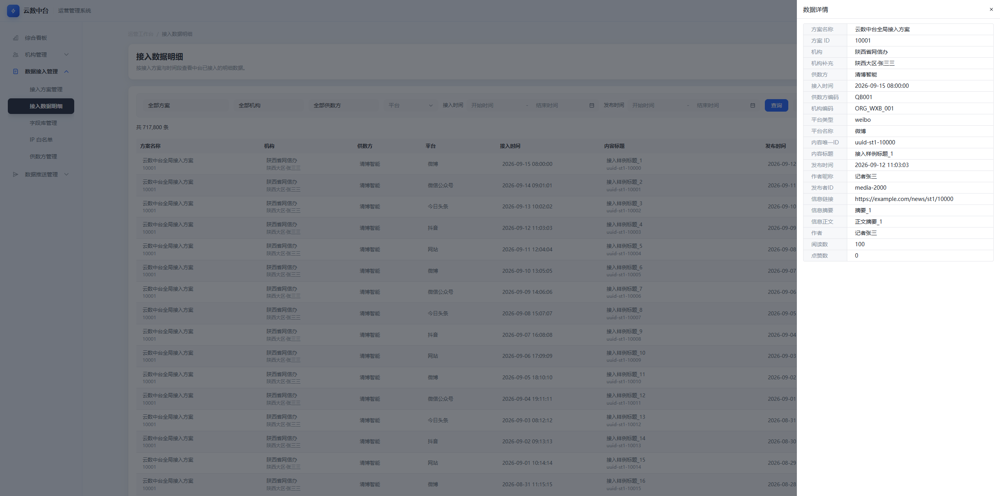 云数中台 运营管理系统
综合看板
机构管理
数据接入管理
接入方案管理
接入数据明细
字段库管理
IP 白名单
供数方管理
数据推送管理
运营工作台 / 接入数据明细
接入数据明细
按接入方案与时间段查看中台已接入的明细数据。
全部方案 全部机构 全部供数方 平台 接入时间 开始时间 - 结束时间 发布时间 开始时间 - 结束时间 查询
共 717,800 条
方案名称 机构 供数方 平台 接入时间 内容标题 发布时间
云数中台全局接入方案 陕西省网信办 清博智能 微博 2026-09-15 08:00:00 接入样例标题_1 2026-09-12
10001 陕西大区·张三三 uuid-st1-10000
云数中台全局接入方案 陕西省网信办 清博智能 微信公众号 2026-09-14 09:01:01 接入样例标题_2 2026-09-11
10001 陕西大区·张三三 uuid-st1-10001
云数中台全局接入方案 陕西省网信办 清博智能 今日头条 2026-09-13 10:02:02 接入样例标题_3 2026-09-10
10001 陕西大区·张三三 uuid-st1-10002
云数中台全局接入方案 陕西省网信办 清博智能 抖音 2026-09-12 11:03:03 接入样例标题_4 2026-09-09
10001 陕西大区·张三三 uuid-st1-10003
云数中台全局接入方案 陕西省网信办 清博智能 网站 2026-09-11 12:04:04 接入样例标题_5 2026-09-08
10001 陕西大区·张三三 uuid-st1-10004
云数中台全局接入方案 陕西省网信办 清博智能 微博 2026-09-10 13:05:05 接入样例标题_6 2026-09-07
10001 陕西大区·张三三 uuid-st1-10005
云数中台全局接入方案 陕西省网信办 清博智能 微信公众号 2026-09-09 14:06:06 接入样例标题_7 2026-09-06
10001 陕西大区·张三三 uuid-st1-10006
云数中台全局接入方案 陕西省网信办 清博智能 今日头条 2026-09-08 15:07:07 接入样例标题_8 2026-09-05
10001 陕西大区·张三三 uuid-st1-10007
云数中台全局接入方案 陕西省网信办 清博智能 抖音 2026-09-07 16:08:08 接入样例标题_9 2026-09-04
10001 陕西大区·张三三 uuid-st1-10008
云数中台全局接入方案 陕西省网信办 清博智能 网站 2026-09-06 17:09:09 接入样例标题_10 2026-09-03
10001 陕西大区·张三三 uuid-st1-10009
云数中台全局接入方案 陕西省网信办 清博智能 微博 2026-09-05 18:10:10 接入样例标题_11 2026-09-02
10001 陕西大区·张三三 uuid-st1-10010
云数中台全局接入方案 陕西省网信办 清博智能 微信公众号 2026-09-04 19:11:11 接入样例标题_12 2026-09-01
10001 陕西大区·张三三 uuid-st1-10011
云数中台全局接入方案 陕西省网信办 清博智能 今日头条 2026-09-03 08:12:12 接入样例标题_13 2026-08-31
10001 陕西大区·张三三 uuid-st1-10012
云数中台全局接入方案 陕西省网信办 清博智能 抖音 2026-09-02 09:13:13 接入样例标题_14 2026-08-30
10001 陕西大区·张三三 uuid-st1-10013
云数中台全局接入方案 陕西省网信办 清博智能 网站 2026-09-01 10:14:14 接入样例标题_15 2026-08-29
10001 陕西大区·张三三 uuid-st1-10014
云数中台全局接入方案 陕西省网信办 清博智能 微博 2026-08-31 11:15:15 接入样例标题_16 2026-08-28
10001 陕西大区·张三三 uuid-st1-10015
数据详情
方案名称 云数中台全局接入方案
方案 ID 10001
机构 陕西省网信办
机构补充 陕西大区·张三三
供数方 清博智能
接入时间 2026-09-15 08:00:00
供数方编码 QB001
机构编码 ORG_WXB_001
平台类型 weibo
平台名称 微博
内容唯一ID uuid-st1-10000
内容标题 接入样例标题_1
发布时间 2026-09-12 11:03:03
作者昵称 记者张三
发布者ID media-2000
信息链接 https://example.com/news/st1/10000
信息摘要 摘要_1
信息正文 正文摘要_1
作者 记者张三
阅读数 100
点赞数 0